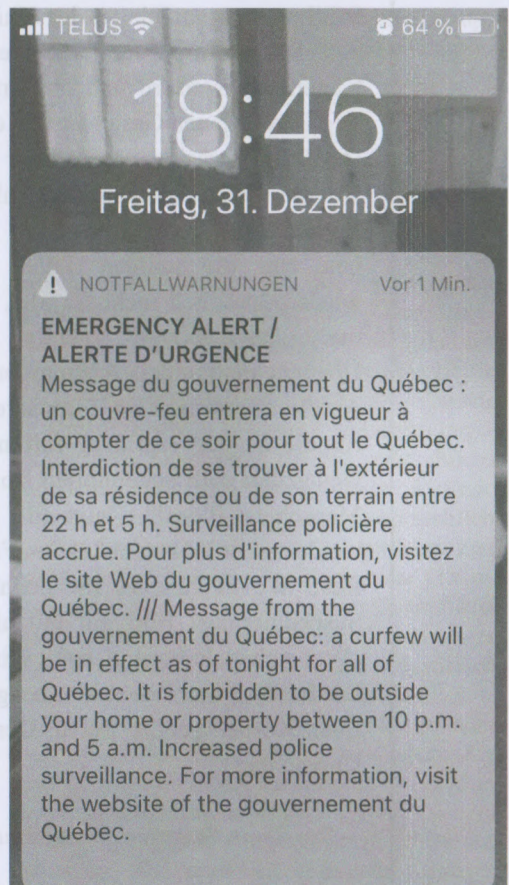 TELUS 64 %
18:46
Freitag, 31. Dezember
NOTFALLWARNUNGEN Vor 1 Min.
EMERGENCY ALERT /
ALERTE D'URGENCE
Message du gouvernement du Québec :
un couvre-feu entrera en vigueur à
compter de ce soir pour tout le Québec.
Interdiction de se trouver à l'extérieur
de sa résidence ou de son terrain entre
22 h et 5 h. Surveillance policière
accrue. Pour plus d'information, visitez
le site Web du gouvernement du
Québec. /// Message from the
gouvernement du Québec: a curfew will
be in effect as of tonight for all of
Québec. It is forbidden to be outside
your home or property between 10 p.m.
and 5 a.m. Increased police
surveillance. For more information, visit
the website of the gouvernement du
Québec.